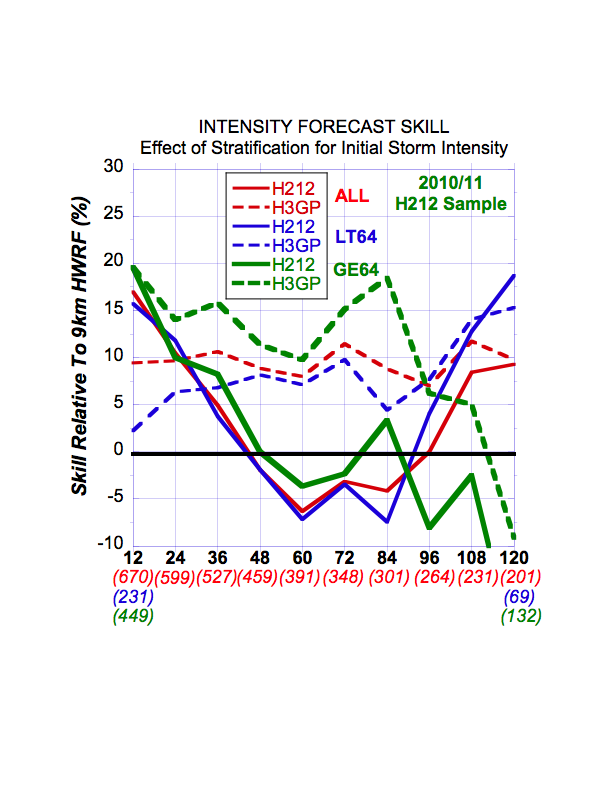 INTENSITY FORECAST SKILL
Effect of Stratification for Initial Storm Intensity
Skill Relative To 9km HWRF (%)
30
25
20
15
10
5
0
-5
-10
H212
H3GP
ALL
H212
H3GP
LT64
H212
H3GP
GE64
2010/11
H212 Sample
12 24 36 48 60 72 84 96 108 120
(670) (599) (527) (459) (391) (348) (301) (264) (231) (201)
(231) (69)
(449) (132)